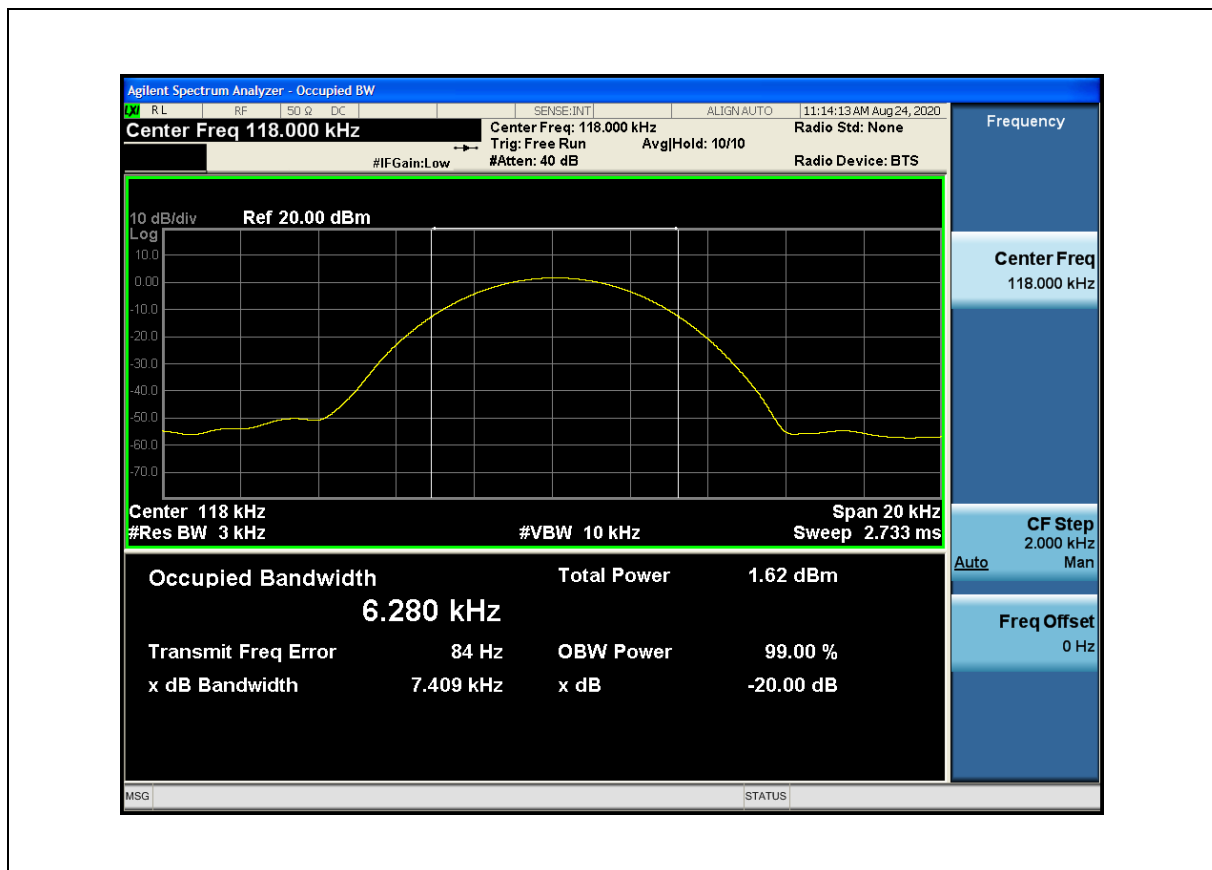 Agilent Spectrum Analyzer - Occupied BW
LXI RL RF 50 Ω DC SENSE:INT ALIGN AUTO 11:14:13 AM Aug 24, 2020
Center Freq 118.000 kHz
Center Freq: 118.000 kHz
Radio Std: None
Trig: Free Run Avg|Hold: 10/10
#IFGain:Low #Atten: 40 dB Radio Device: BTS
Frequency
10 dB/div Ref 20.00 dBm
Log
10.0
0.00
-10.0
-20.0
-30.0
-40.0
-50.0
-60.0
-70.0
Center 118 kHz Span 20 kHz
#Res BW 3 kHz #VBW 10 kHz Sweep 2.733 ms
Center Freq
118.000 kHz
CF Step
2.000 kHz
Auto Man
Freq Offset
0 Hz
Occupied Bandwidth Total Power 1.62 dBm
6.280 kHz
Transmit Freq Error 84 Hz OBW Power 99.00 %
x dB Bandwidth 7.409 kHz x dB -20.00 dB
MSG STATUS